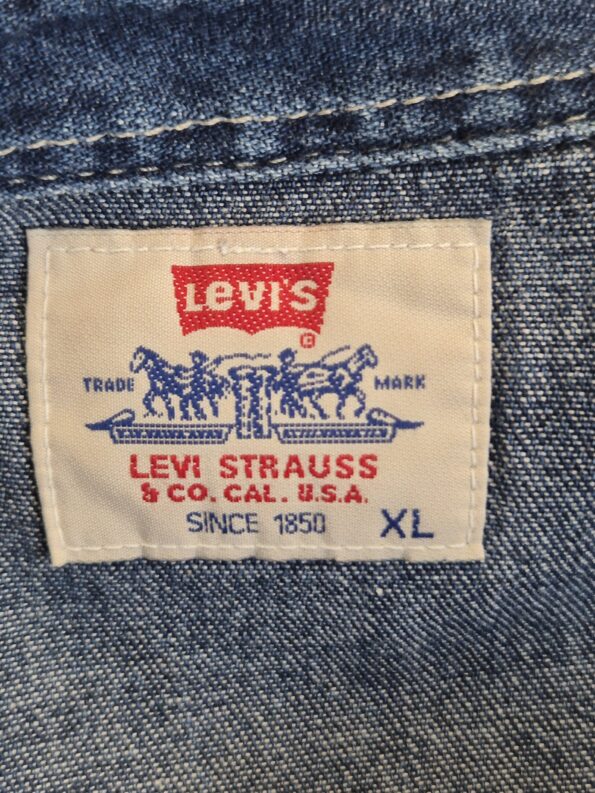 Levi's
®
TRADE MARK
LEVI STRAUSS
& CO. CAL. U.S.A.
SINCE 1850 XL